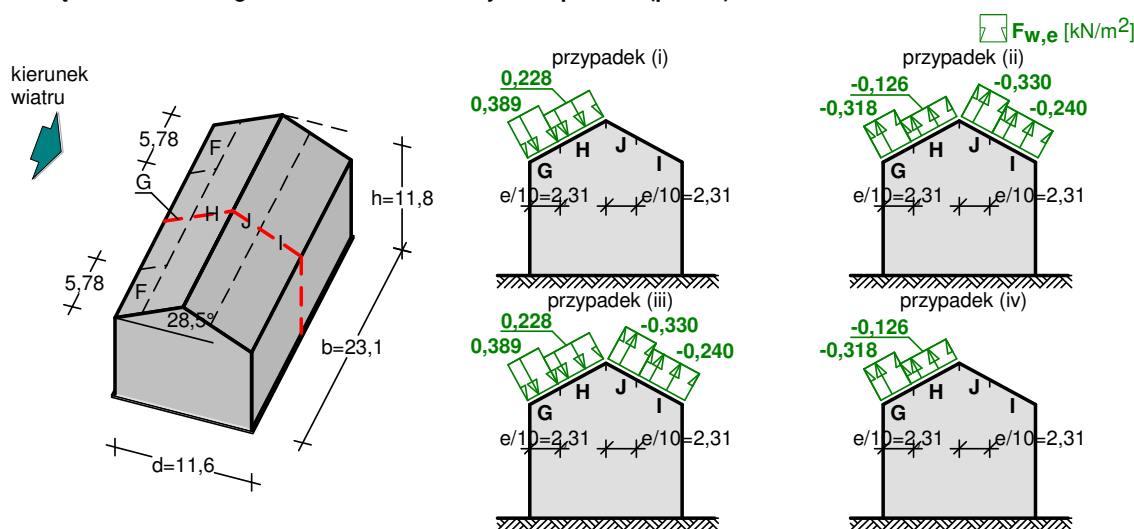 F w,e [kN/m2]
kierunek
wiatru
5,78
F
G
H
J
I
5,78
F
28,5°
h=11,8
b=23,1
d=11,6
przypadek (i)
0,228
0,389
G H J I
e/10=2,31 e/10=2,31
przypadek (ii)
-0,126
-0,318
-0,330
-0,240
G H J I
e/10=2,31 e/10=2,31
przypadek (iii)
0,228
0,389
-0,330
-0,240
G H J I
e/10=2,31 e/10=2,31
przypadek (iv)
-0,126
-0,318
G H J I
e/10=2,31 e/10=2,31